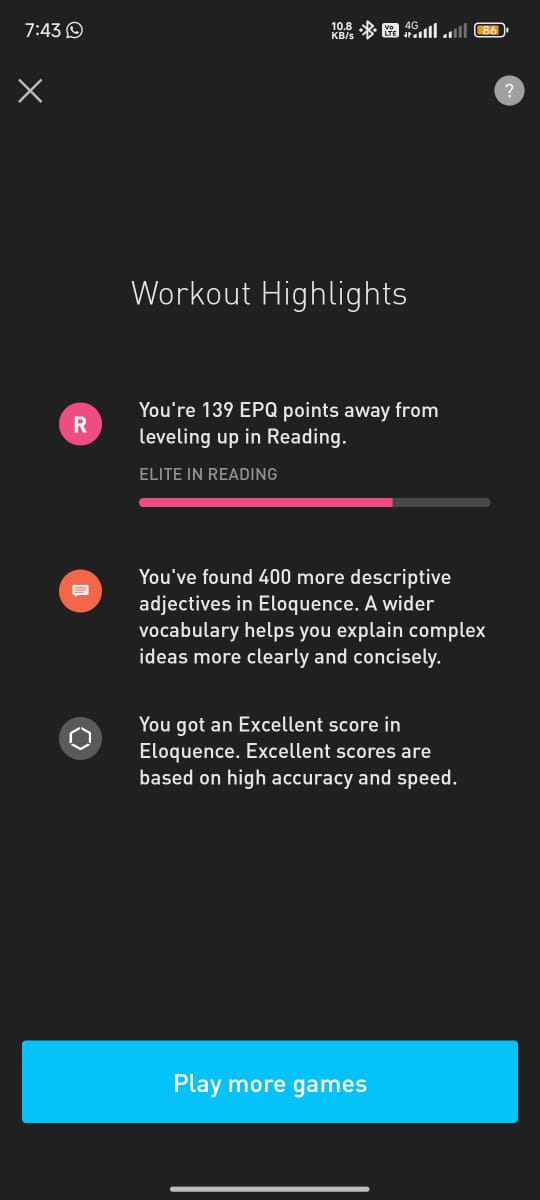 7:43
10.8
KB/s
Vo
LTE
4G
86
?
Workout Highlights
R
You're 139 EPQ points away from
leveling up in Reading.
ELITE IN READING
You've found 400 more descriptive
adjectives in Eloquence. A wider
vocabulary helps you explain complex
ideas more clearly and concisely.
You got an Excellent score in
Eloquence. Excellent scores are
based on high accuracy and speed.
Play more games